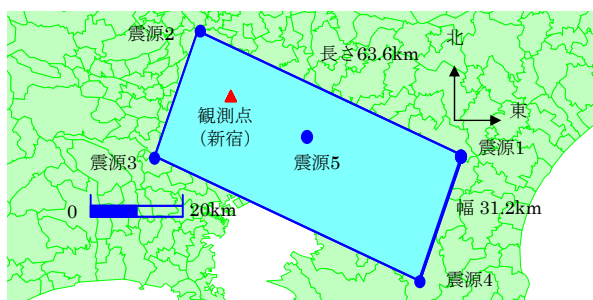 震源2
長さ63.6km
北
東
観測点
（新宿）
震源5
震源1
震源3
0
20km
幅 31.2km
震源4